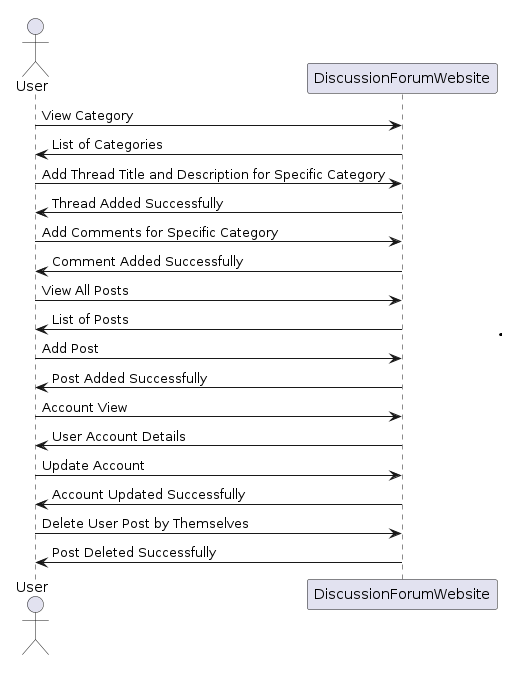 User
DiscussionForumWebsite
View Category
List of Categories
Add Thread Title and Description for Specific Category
Thread Added Successfully
Add Comments for Specific Category
Comment Added Successfully
View All Posts
List of Posts
Add Post
Post Added Successfully
Account View
User Account Details
Update Account
Account Updated Successfully
Delete User Post by Themselves
Post Deleted Successfully
User
DiscussionForumWebsite